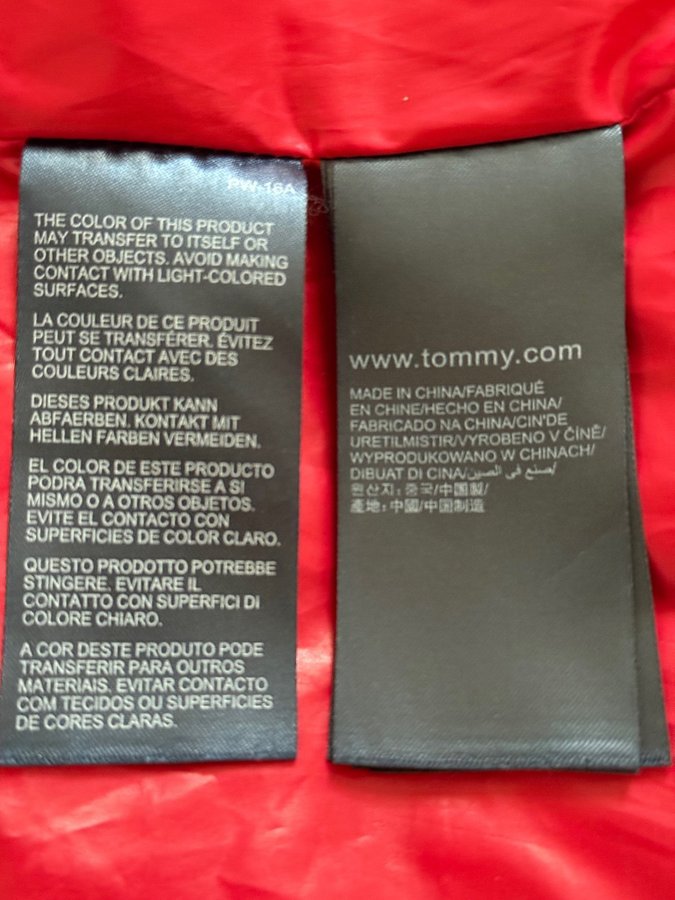 RW-16A
THE COLOR OF THIS PRODUCT
MAY TRANSFER TO ITSELF OR
OTHER OBJECTS. AVOID MAKING
CONTACT WITH LIGHT-COLORED
SURFACES.
LA COULEUR DE CE PRODUIT
PEUT SE TRANSFÉRER. ÉVITEZ
TOUT CONTACT AVEC DES
COULEURS CLAIRES.
DIESES PRODUKT KANN
ABFAERBEN. KONTAKT MIT
HELLEN FARBEN VERMEIDEN.
EL COLOR DE ESTE PRODUCTO
PODRA TRANSFERIRSE A SI
MISMO O A OTROS OBJETOS.
EVITE EL CONTACTO CON
SUPERFICIES DE COLOR CLARO.
QUESTO PRODOTTO POTREBBE
STINGERE. EVITARE IL
CONTATTO CON SUPERFICI DI
COLORE CHIARO.
A COR DESTE PRODUTO PODE
TRANSFERIR PARA OUTROS
MATERIAIS. EVITAR CONTACTO
COM TECIDOS OU SUPERFICIES
DE CORES CLARAS.
www.tommy.com
MADE IN CHINA/FABRIQUÉ
EN CHINE/HECHO EN CHINA/
FABRICADO NA CHINA/CIN'DE
URETILMISTIR/VYROBENO V ČÍNĚ/
WYPRODUKOWANO W CHINACH/
DIBUAT DI CINA/صنع في الصين/
원산지: 중국/中国製/
產地: 中國/中国制造